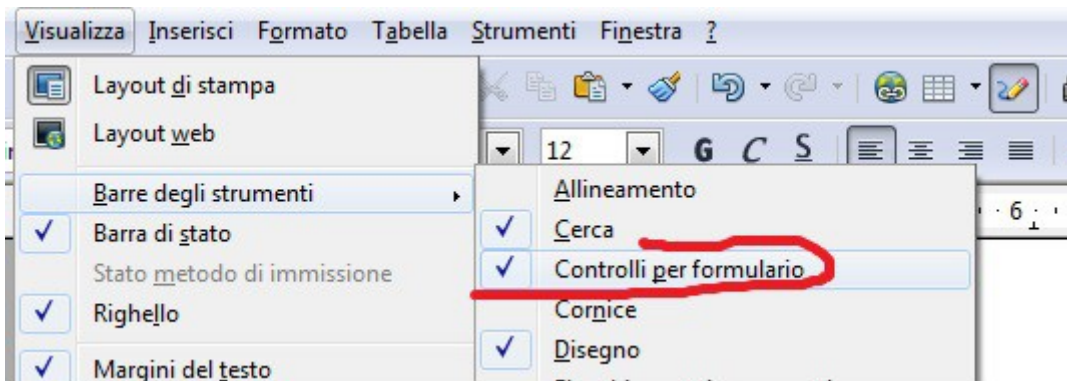 Visualizza Inserisci Formato Tabella Strumenti Finestra ?
Layout di stampa
Layout web
12 G C S
Barre degli strumenti
Barra di stato
Stato metodo di immissione
Righello
Margini del testo
Allineamento
Cerca
Controlli per formulario
Cornice
Disegno
6